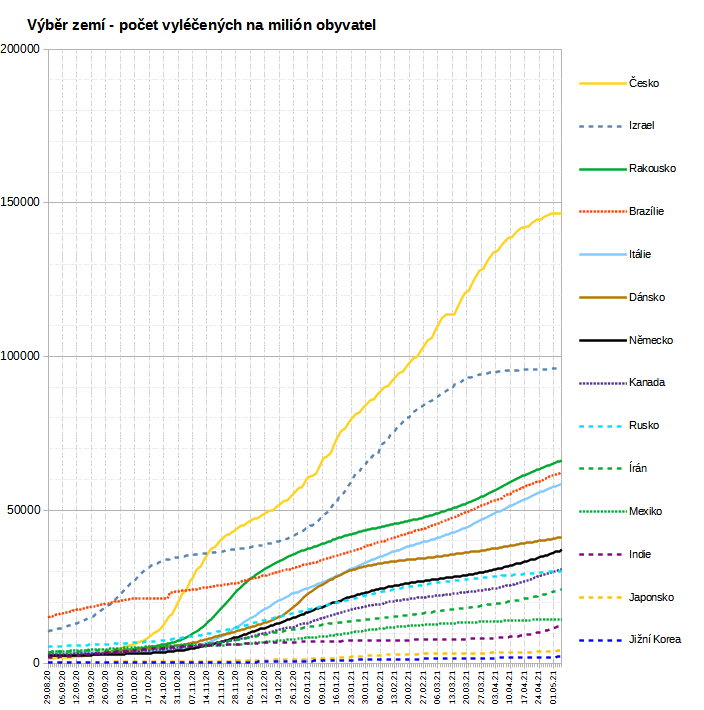 Výběr zemí - počet vyléčených na milión obyvatel
200000
150000
100000
50000
0
Česko
Izrael
Rakousko
Brazílie
Itálie
Dánsko
Německo
Kanada
Rusko
Írán
Mexiko
Indie
Japonsko
Jižní Korea
29.08.20
05.09.20
12.09.20
19.09.20
26.09.20
03.10.20
10.10.20
17.10.20
24.10.20
31.10.20
07.11.20
14.11.20
21.11.20
28.11.20
05.12.20
12.12.20
19.12.20
26.12.20
02.01.21
09.01.21
16.01.21
23.01.21
30.01.21
06.02.21
13.02.21
20.02.21
27.02.21
06.03.21
13.03.21
20.03.21
27.03.21
03.04.21
10.04.21
17.04.21
24.04.21
01.05.21